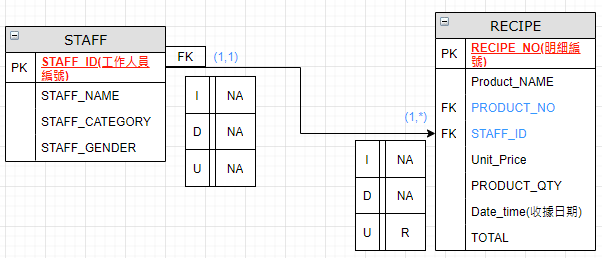 STAFF
PK STAFF_ID(工作人員
編號)
STAFF_NAME
STAFF_CATEGORY
STAFF_GENDER
FK
(1,1)
I NA
D NA
U NA
(1,*)
I NA
D NA
U R
RECIPE
PK RECIPE_NO(明細編
號)
Product_NAME
FK PRODUCT_NO
FK STAFF_ID
Unit_Price
PRODUCT_QTY
Date_time(收據日期)
TOTAL